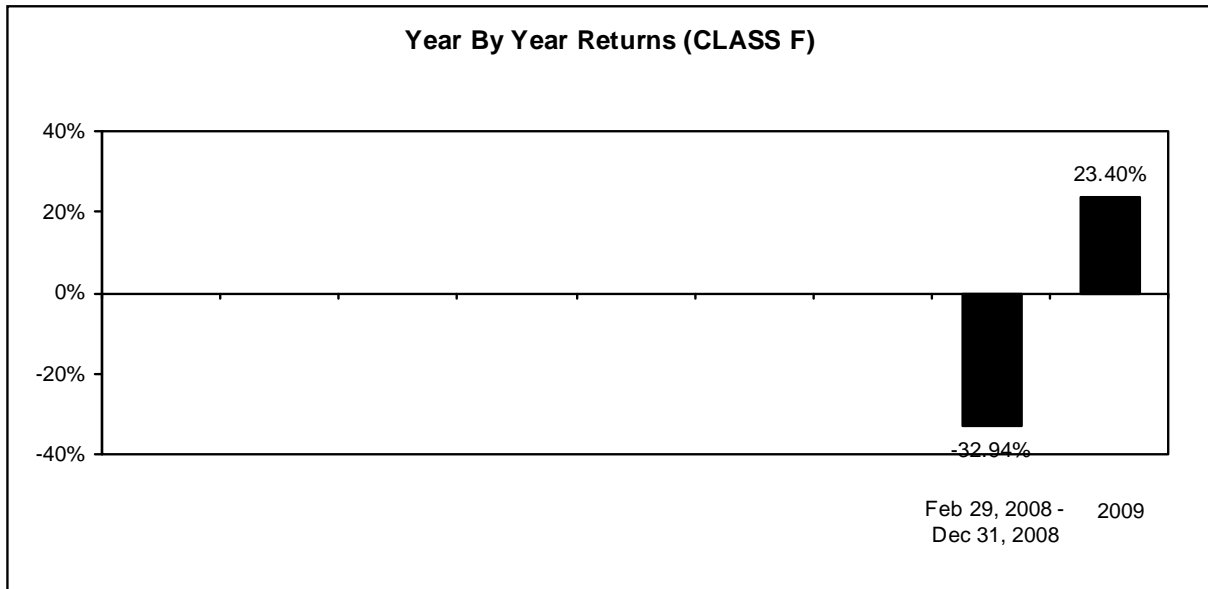 Year By Year Returns (CLASS F)
40%
23.40%
20%
0%
-20%
-40%
-32.94%
Feb 29, 2008 -
Dec 31, 2008
2009